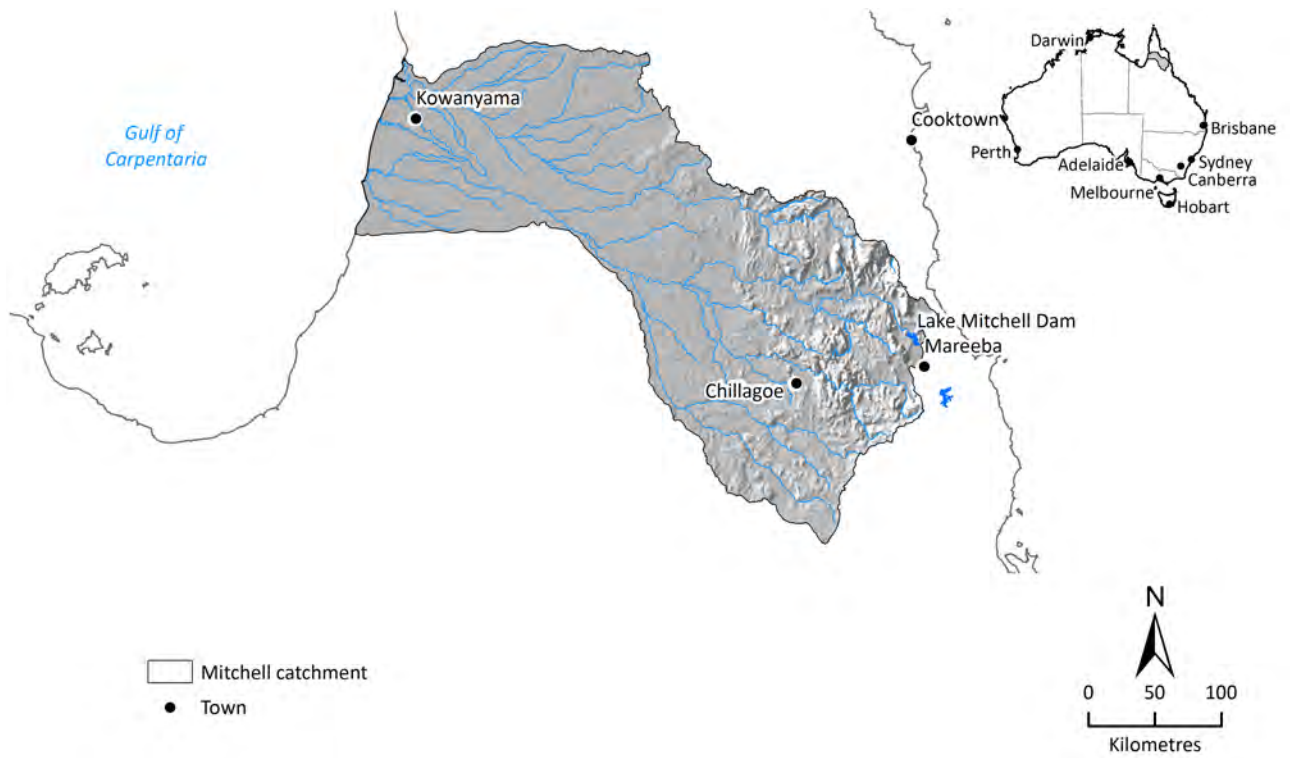 Gulf of
Carpentaria
Kowanyama
Cooktown
Lake Mitchell Dam
Mareeba
Chillagoe
Darwin
Brisbane
Perth
Adelaide
Sydney
Canberra
Melbourne
Hobart
Mitchell catchment
Town
N
0 50 100
Kilometres